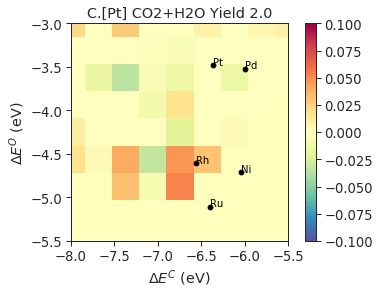 C.[Pt] CO2+H2O Yield 2.0
−3.0
−3.5
−4.0
−4.5
−5.0
−5.5
ΔE^O (eV)
Pt
Pd
Rh
Ni
Ru
−8.0 −7.5 −7.0 −6.5 −6.0 −5.5
ΔE^C (eV)
0.100
0.075
0.050
0.025
0.000
−0.025
−0.050
−0.075
−0.100